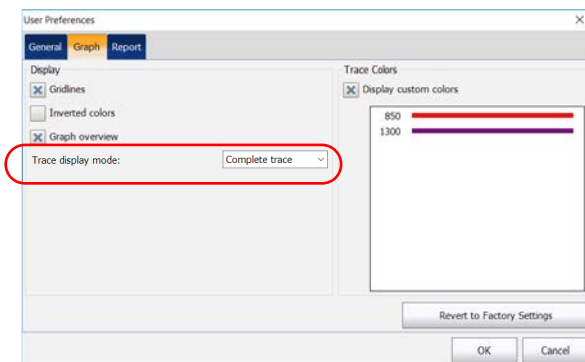 User Preferences
General Graph Report
Display
Gridlines
Inverted colors
Graph overview
Trace display mode: Complete trace
Trace Colors
Display custom colors
850
1300
Revert to Factory Settings
OK Cancel